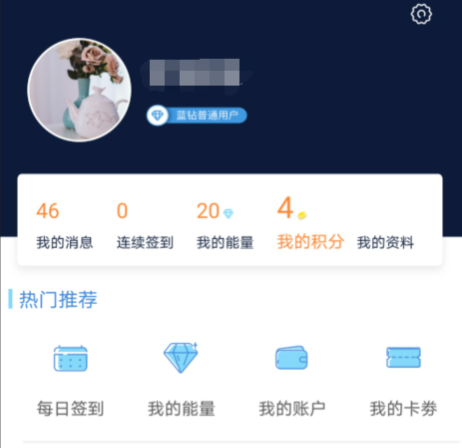 蓝钻普通用户
46 0 20 4
我的消息 连续签到 我的能量 我的积分 我的资料
热门推荐
每日签到 我的能量 我的账户 我的卡券